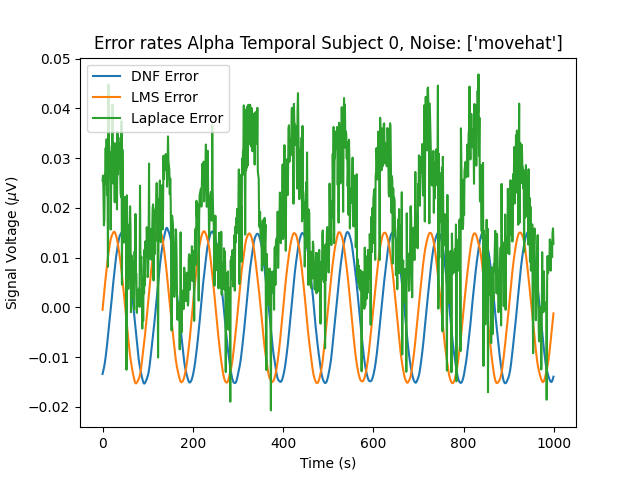 Error rates Alpha Temporal Subject 0, Noise: ['movehat']
DNF Error
LMS Error
Laplace Error
Signal Voltage (μV)
0.05
0.04
0.03
0.02
0.01
0.00
−0.01
−0.02
0
200
400
600
800
1000
Time (s)